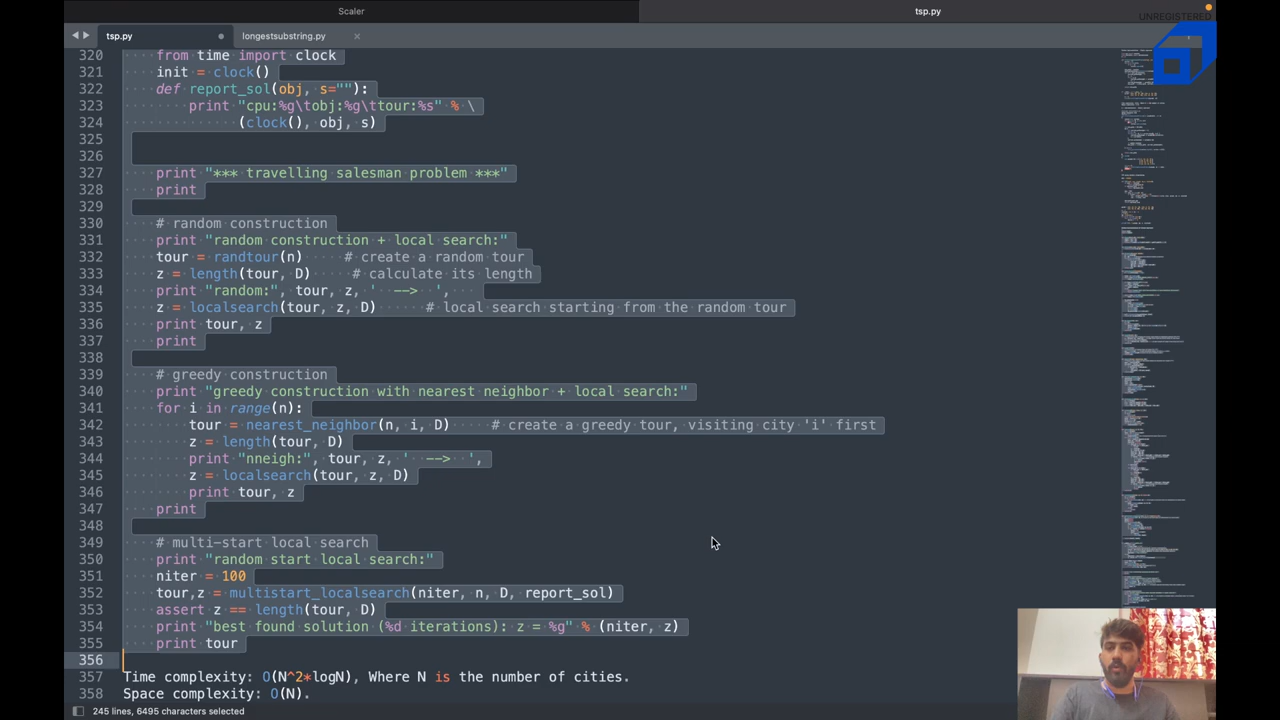 Scaler
tsp.py
UNREGISTERED
tsp.py
longestsubstring.py
320 from time import clock
321 init = clock()
322 def report_sol(obj, s=""):
323 print "cpu:%g\tobj:%g\ttour:%s" % \
324 (clock(), obj, s)
325
326
327 print "*** travelling salesman problem ***"
328 print
329
330 # random construction
331 print "random construction + local search:"
332 tour = randtour(n) # create a random tour
333 z = length(tour, D) # calculate its length
334 print "random:", tour, z, ' --> ',
335 z = localsearch(tour, z, D) # local search starting from the random tour
336 print tour, z
337 print
338
339 # greedy construction
340 print "greedy construction with nearest neighbor + local search:"
341 for i in range(n):
342 tour = nearest_neighbor(n, i, D) # create a greedy tour, visiting city 'i' first
343 z = length(tour, D)
344 print "nneigh:", tour, z, ' --> ',
345 z = localsearch(tour, z, D)
346 print tour, z
347 print
348
349 # multi-start local search
350 print "random start local search:"
351 niter = 100
352 tour,z = multistart_localsearch(niter, n, D, report_sol)
353 assert z == length(tour, D)
354 print "best found solution (%d iterations): z = %g" % (niter, z)
355 print tour
356
357 Time complexity: O(N^2*logN), Where N is the number of cities.
358 Space complexity: O(N).
245 lines, 6495 characters selected